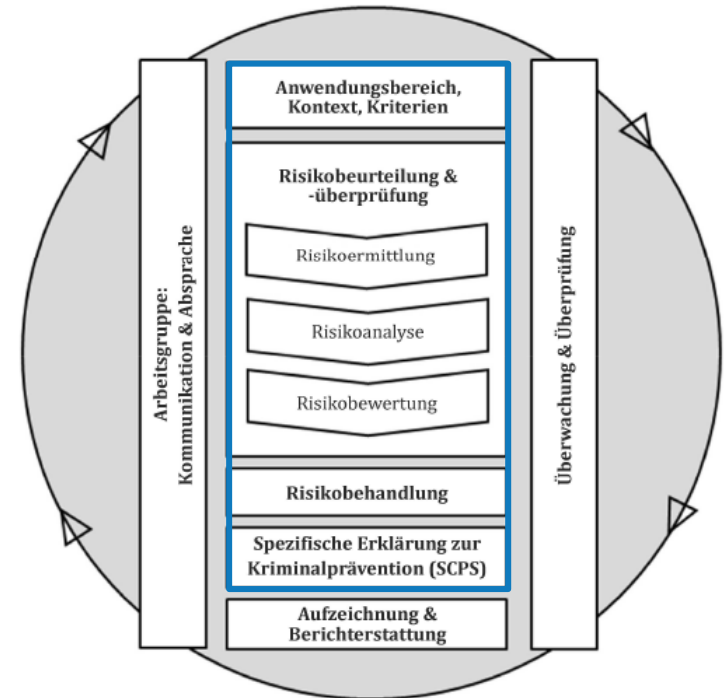 Arbeitsgruppe:
Kommunikation & Absprache
Anwendungsbereich,
Kontext, Kriterien
Risikobeurteilung &
-überprüfung
Risikoermittlung
Risikoanalyse
Risikobewertung
Risikobehandlung
Spezifische Erklärung zur
Kriminalprävention (SCPS)
Aufzeichnung &
Berichterstattung
Überwachung & Überprüfung